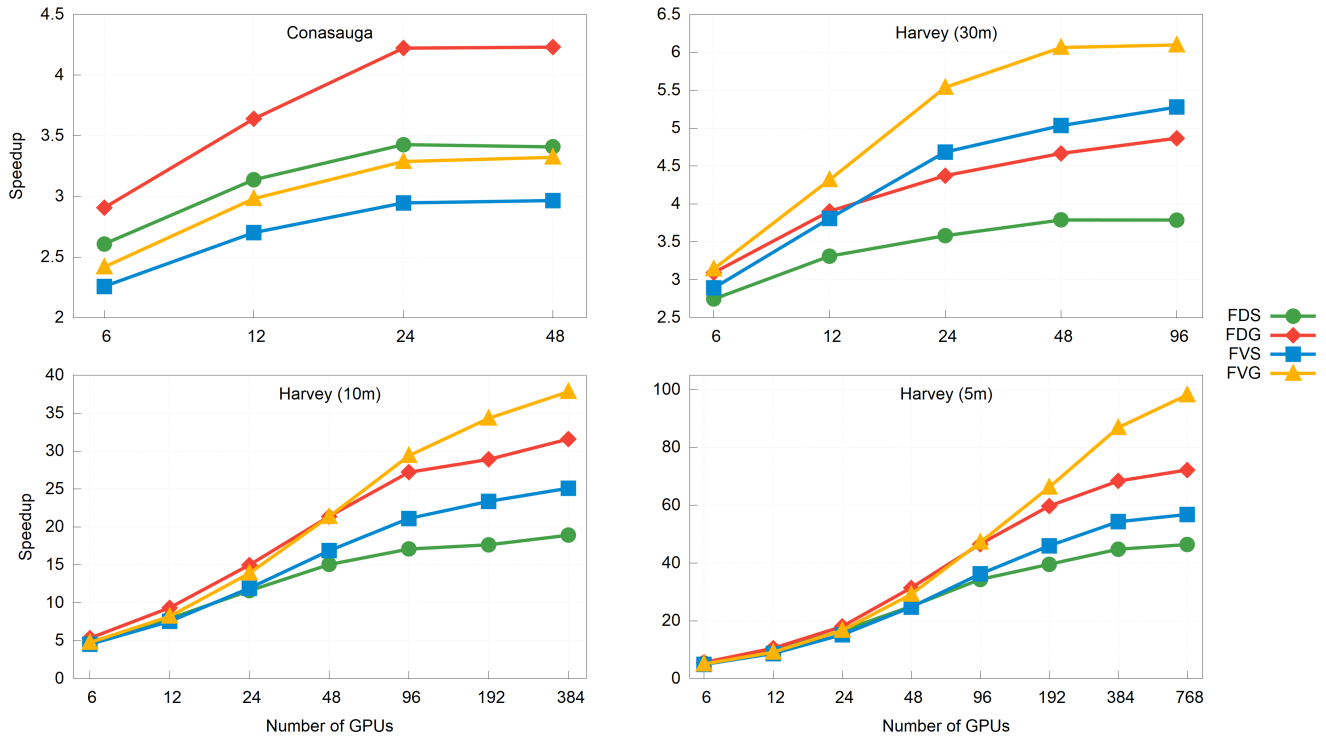 Conasauga
Speedup
4.5
4
3.5
3
2.5
2
6 12 24 48
Harvey (30m)
6.5
6
5.5
5
4.5
4
3.5
3
2.5
6 12 24 48 96
FDS
FDG
FVS
FVG
Harvey (10m)
Speedup
40
35
30
25
20
15
10
5
0
6 12 24 48 96 192 384
Number of GPUs
Harvey (5m)
100
80
60
40
20
0
6 12 24 48 96 192 384 768
Number of GPUs